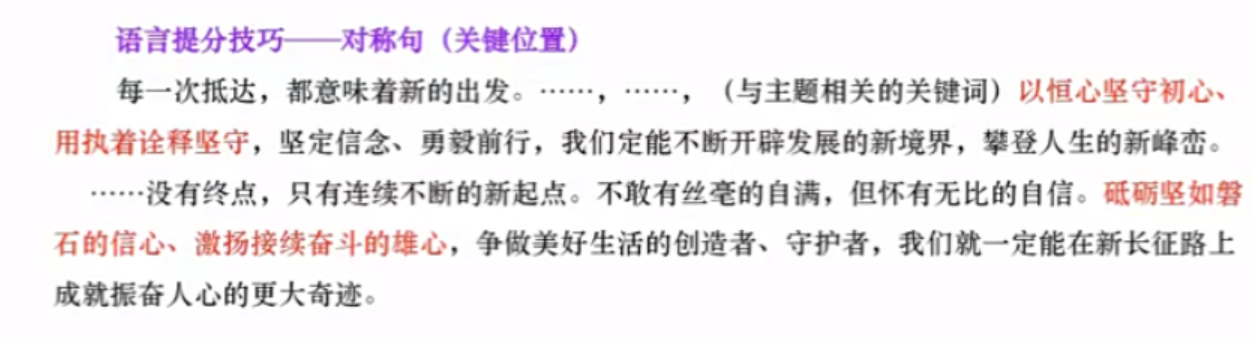 语言提分技巧——对称句（关键位置）
每一次抵达，都意味着新的出发。……，……，（与主题相关的关键词）以恒心坚守初心、
用执着诠释坚守，坚定信念、勇毅前行，我们定能不断开辟发展的新境界，攀登人生的新峰峦。
……没有终点，只有连续不断的新起点。不敢有丝毫的自满，但怀有无比的自信。砥砺坚如磐
石的信心、激扬接续奋斗的雄心，争做美好生活的创造者、守护者，我们就一定能在新长征路上
成就振奋人心的更大奇迹。